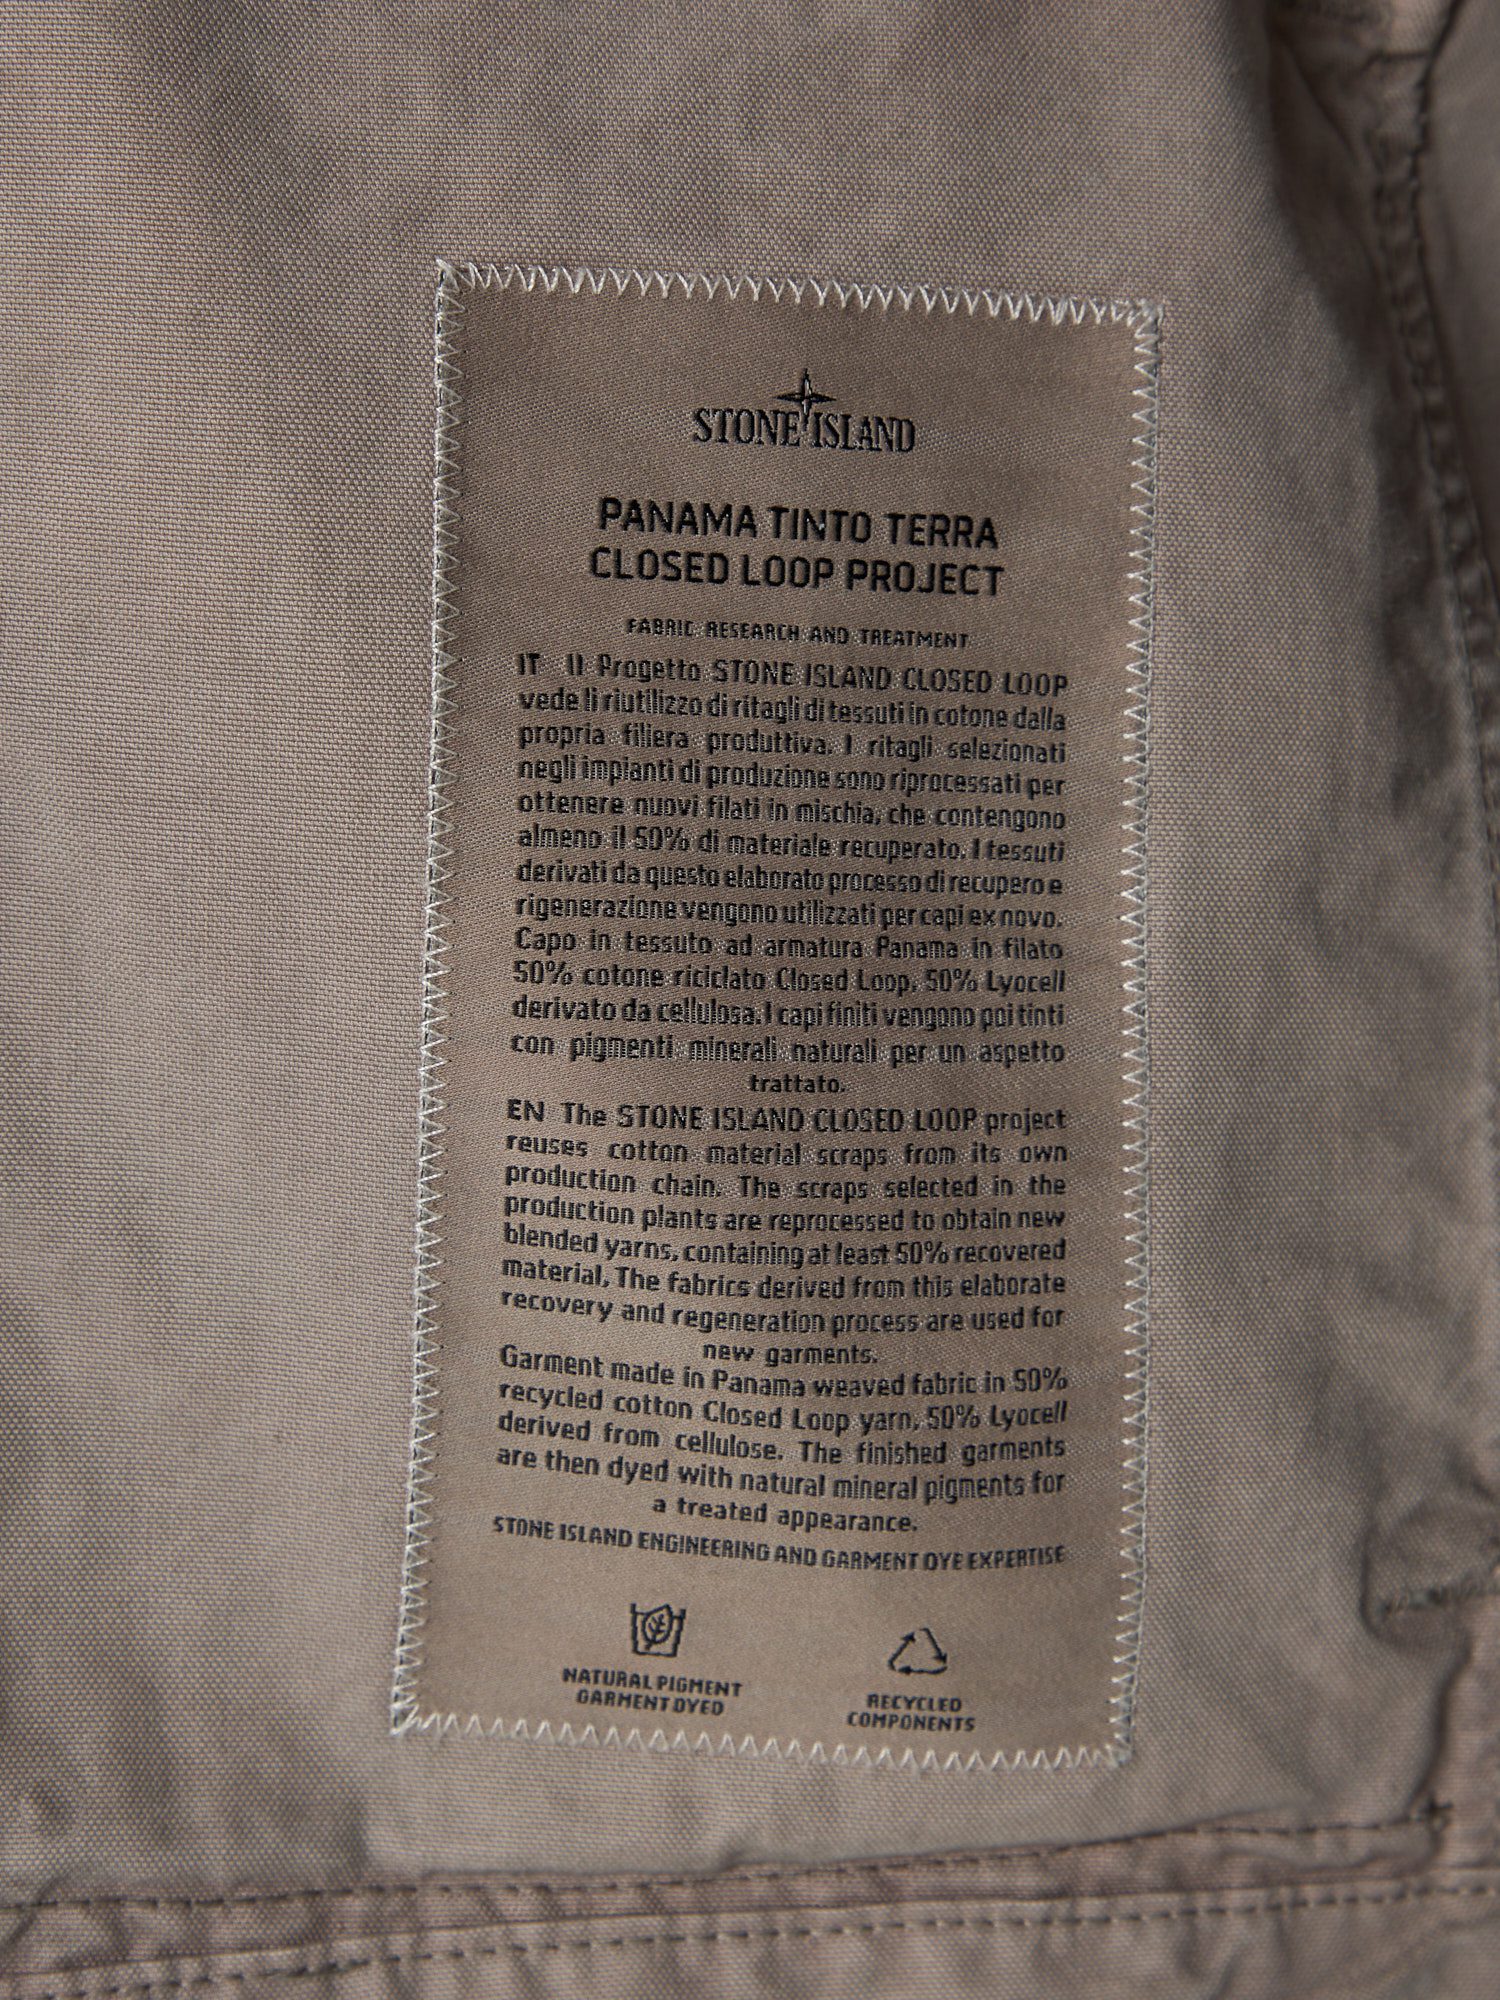 STONE ISLAND
PANAMA TINTO TERRA
CLOSED LOOP PROJECT
FABRIC RESEARCH AND TREATMENT
IT Il Progetto STONE ISLAND CLOSED LOOP
vede li riutilizzo di ritagli di tessuti in cotone dalla
propria filiera produttiva. I ritagli selezionati
negli impianti di produzione sono riprocessati per
ottenere nuovi filati in mischia, che contengono
almeno il 50% di materiale recuperato. I tessuti
derivati da questo elaborato processo di recupero e
rigenerazione vengono utilizzati per capi ex novo.
Capo in tessuto ad armatura Panama in filato
50% cotone riciclato Closed Loop, 50% Lyocell
derivato da cellulosa. I capi finiti vengono poi tinti
con pigmenti minerali naturali per un aspetto
trattato.
EN The STONE ISLAND CLOSED LOOP project
reuses cotton material scraps from its own
production chain. The scraps selected in the
production plants are reprocessed to obtain new
blended yarns, containing at least 50% recovered
material. The fabrics derived from this elaborate
recovery and regeneration process are used for
new garments.
Garment made in Panama weaved fabric in 50%
recycled cotton Closed Loop yarn, 50% Lyocell
derived from cellulose. The finished garments
are then dyed with natural mineral pigments for
a treated appearance.
STONE ISLAND ENGINEERING AND GARMENT DYE EXPERTISE
NATURAL PIGMENT
GARMENT DYED
RECYCLED
COMPONENTS